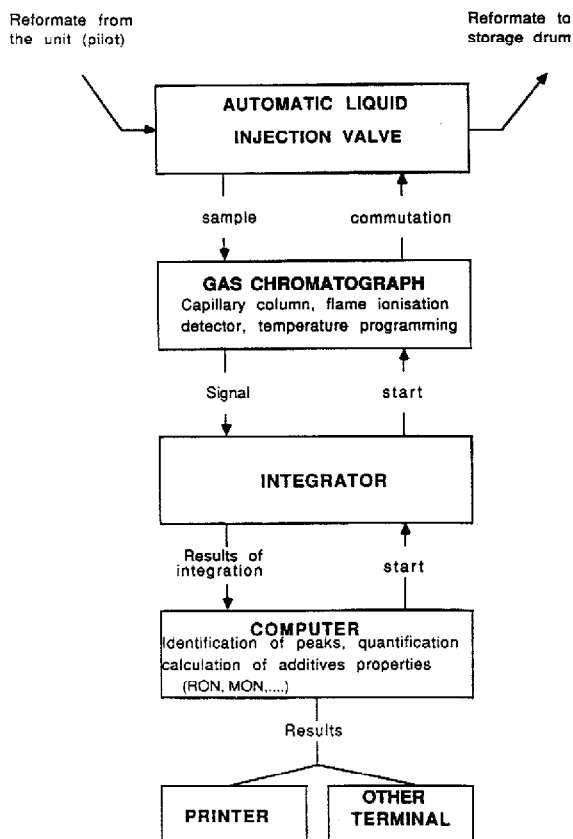 Reformate from
the unit (pilot)
Reformate to
storage drum
AUTOMATIC LIQUID
INJECTION VALVE
sample
commutation
GAS CHROMATOGRAPH
Capillary column, flame ionisation
detector, temperature programming
Signal
start
INTEGRATOR
Results of
integration
start
COMPUTER
Identification of peaks, quantification
calculation of additives properties
(RON, MON,....)
Results
PRINTER
OTHER
TERMINAL